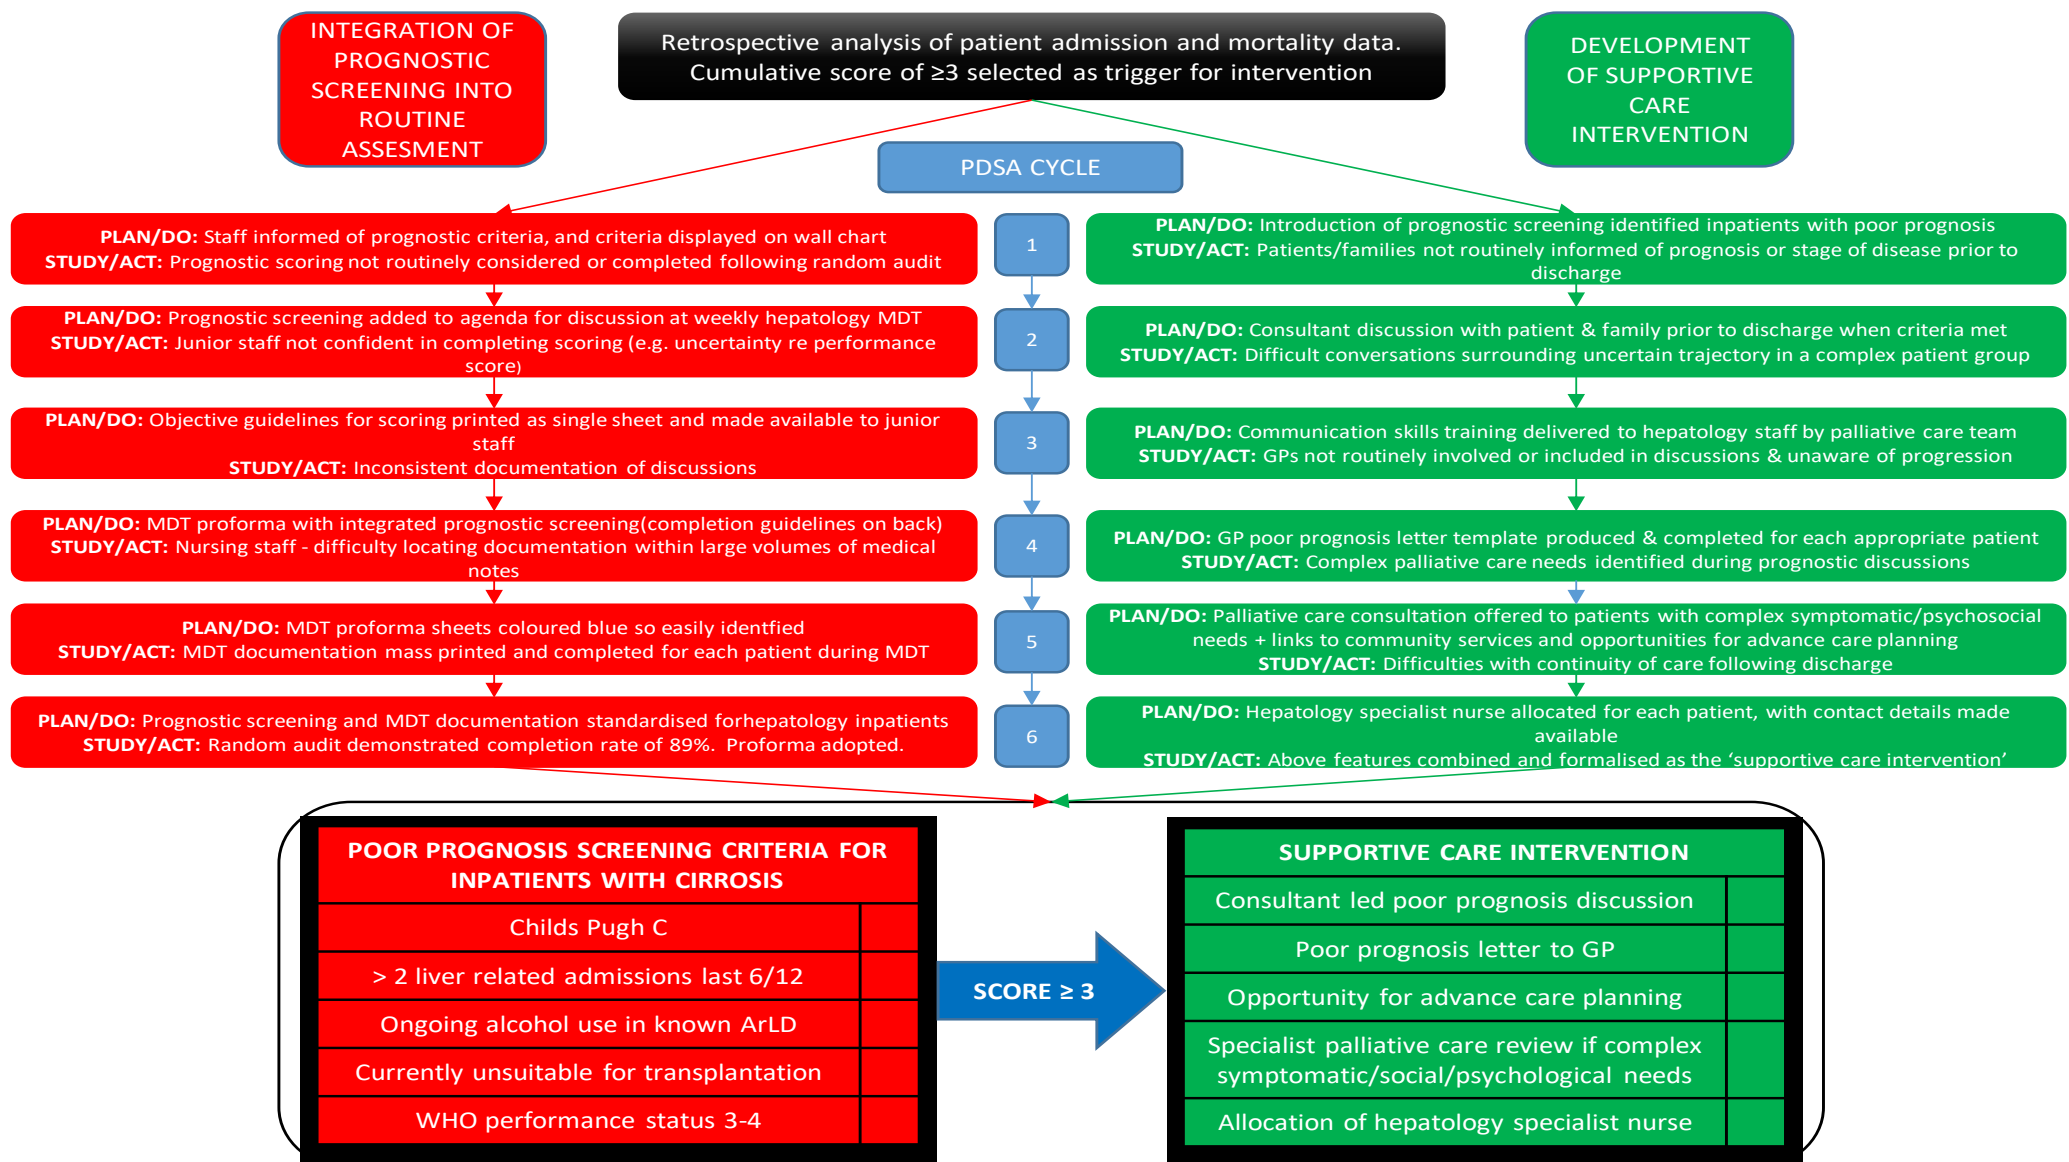 INTEGRATION OF
PROGNOSTIC
SCREENING INTO
ROUTINE
ASSESMENT
Retrospective analysis of patient admission and mortality data.
Cumulative score of ≥3 selected as trigger for intervention
DEVELOPMENT
OF SUPPORTIVE
CARE
INTERVENTION
PDSA CYCLE
PLAN/DO: Staff informed of prognostic criteria, and criteria displayed on wall chart
STUDY/ACT: Prognostic scoring not routinely considered or completed following random audit
1
PLAN/DO: Introduction of prognostic screening identified inpatients with poor prognosis
STUDY/ACT: Patients/families not routinely informed of prognosis or stage of disease prior to
discharge
PLAN/DO: Prognostic screening added to agenda for discussion at weekly hepatology MDT
STUDY/ACT: Junior staff not confident in completing scoring (e.g. uncertainty re performance
score)
2
PLAN/DO: Consultant discussion with patient & family prior to discharge when criteria met
STUDY/ACT: Difficult conversations surrounding uncertain trajectory in a complex patient group
PLAN/DO: Objective guidelines for scoring printed as single sheet and made available to junior
staff
STUDY/ACT: Inconsistent documentation of discussions
3
PLAN/DO: Communication skills training delivered to hepatology staff by palliative care team
STUDY/ACT: GPs not routinely involved or included in discussions & unaware of progression
PLAN/DO: MDT proforma with integrated prognostic screening(completion guidelines on back)
STUDY/ACT: Nursing staff - difficulty locating documentation within large volumes of medical
notes
4
PLAN/DO: GP poor prognosis letter template produced & completed for each appropriate patient
STUDY/ACT: Complex palliative care needs identified during prognostic discussions
PLAN/DO: MDT proforma sheets coloured blue so easily identfied
STUDY/ACT: MDT documentation mass printed and completed for each patient during MDT
5
PLAN/DO: Palliative care consultation offered to patients with complex symptomatic/psychosocial
needs + links to community services and opportunities for advance care planning
STUDY/ACT: Difficulties with continuity of care following discharge
PLAN/DO: Prognostic screening and MDT documentation standardised forhepatology inpatients
STUDY/ACT: Random audit demonstrated completion rate of 89%. Proforma adopted.
6
PLAN/DO: Hepatology specialist nurse allocated for each patient, with contact details made
available
STUDY/ACT: Above features combined and formalised as the ‘supportive care intervention’
POOR PROGNOSIS SCREENING CRITERIA FOR
INPATIENTS WITH CIRROSIS
Childs Pugh C
> 2 liver related admissions last 6/12
Ongoing alcohol use in known ArLD
Currently unsuitable for transplantation
WHO performance status 3-4
SCORE ≥ 3
SUPPORTIVE CARE INTERVENTION
Consultant led poor prognosis discussion
Poor prognosis letter to GP
Opportunity for advance care planning
Specialist palliative care review if complex
symptomatic/social/psychological needs
Allocation of hepatology specialist nurse